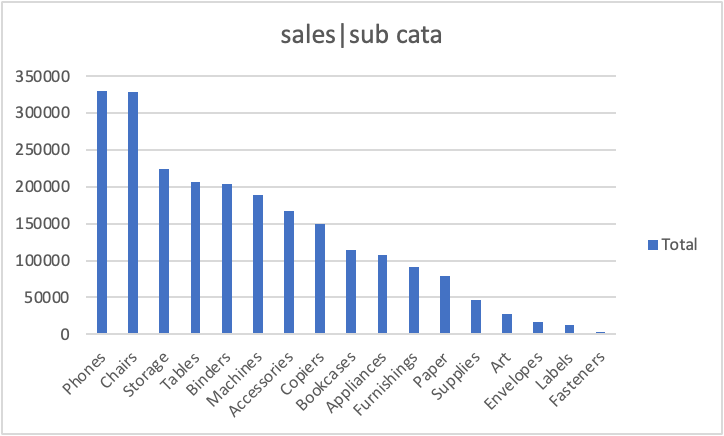 sales|sub cata
350000
300000
250000
200000
150000
100000
50000
0
Phones
Chairs
Storage
Tables
Binders
Machines
Accessories
Copiers
Bookcases
Appliances
Furnishings
Paper
Supplies
Art
Envelopes
Labels
Fasteners
Total